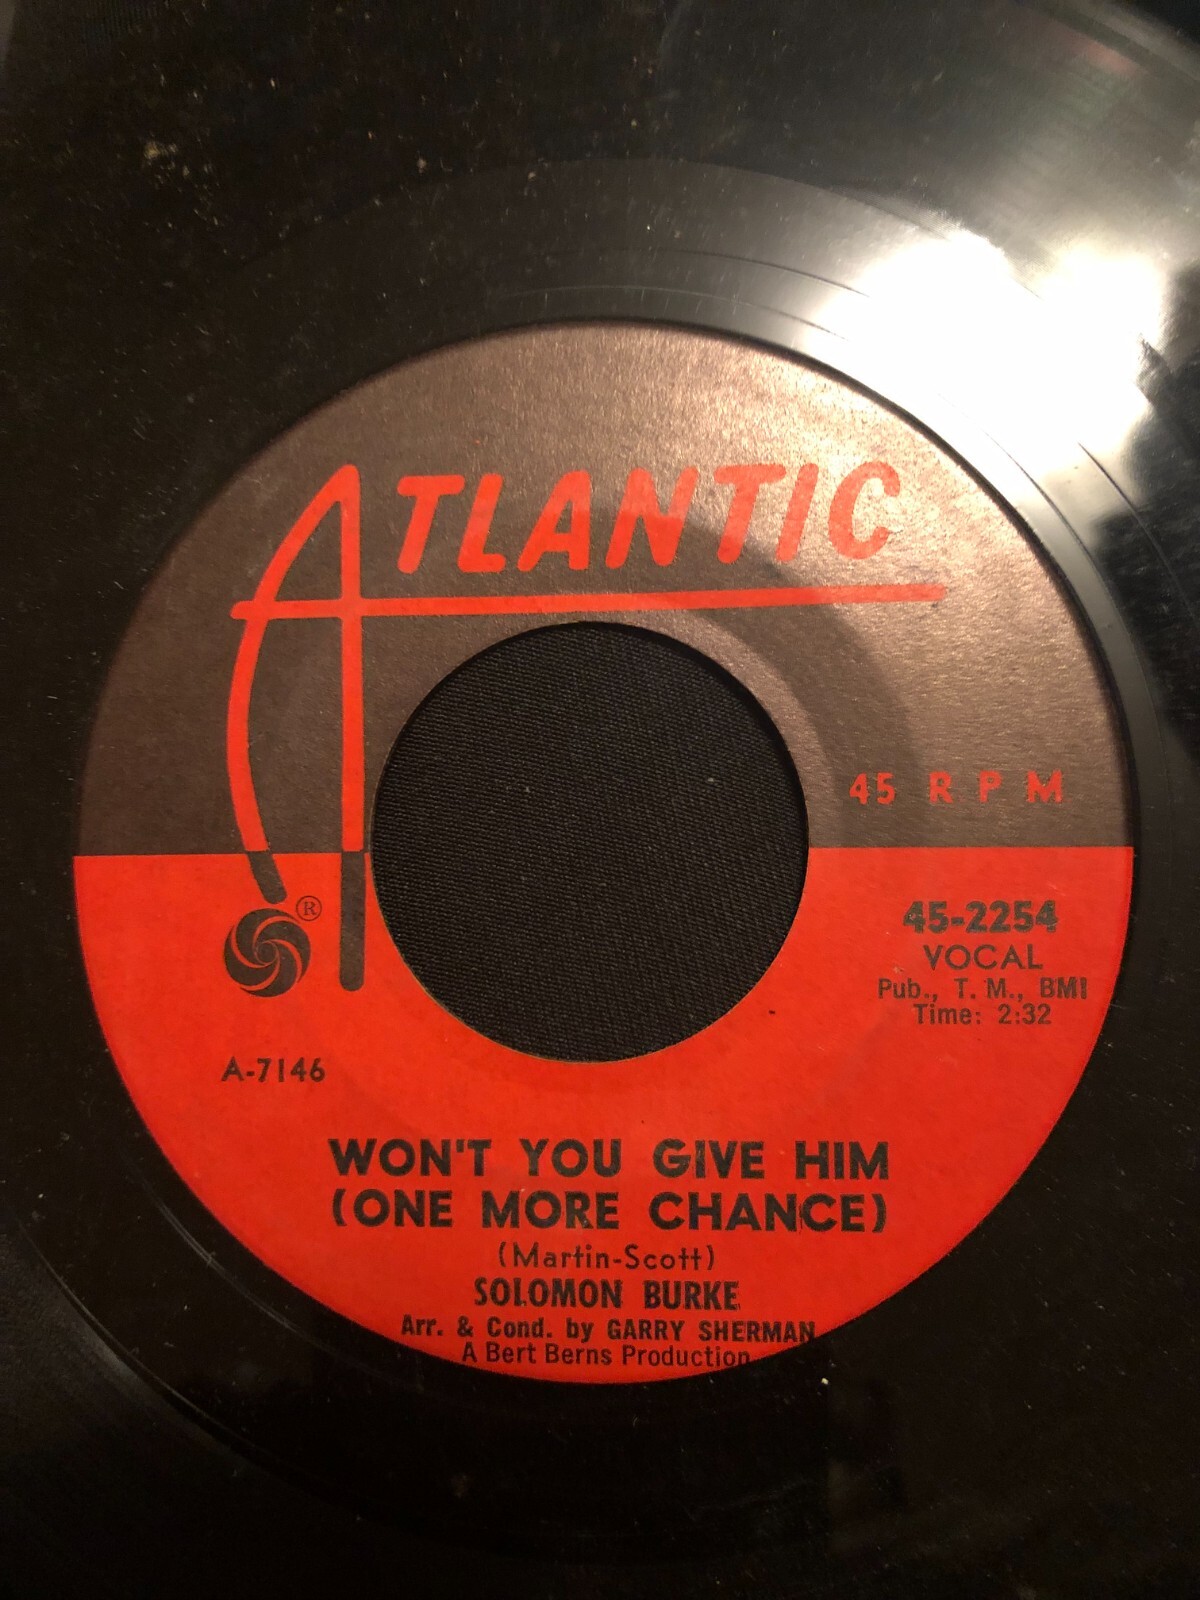 ATLANTIC
45 RPM
®
45-2254
VOCAL
Pub., T. M., BMI
Time: 2:32
A-7146
WON'T YOU GIVE HIM
(ONE MORE CHANCE)
(Martin-Scott)
SOLOMON BURKE
Arr. & Cond. by GARRY SHERMAN
A Bert Berns Production